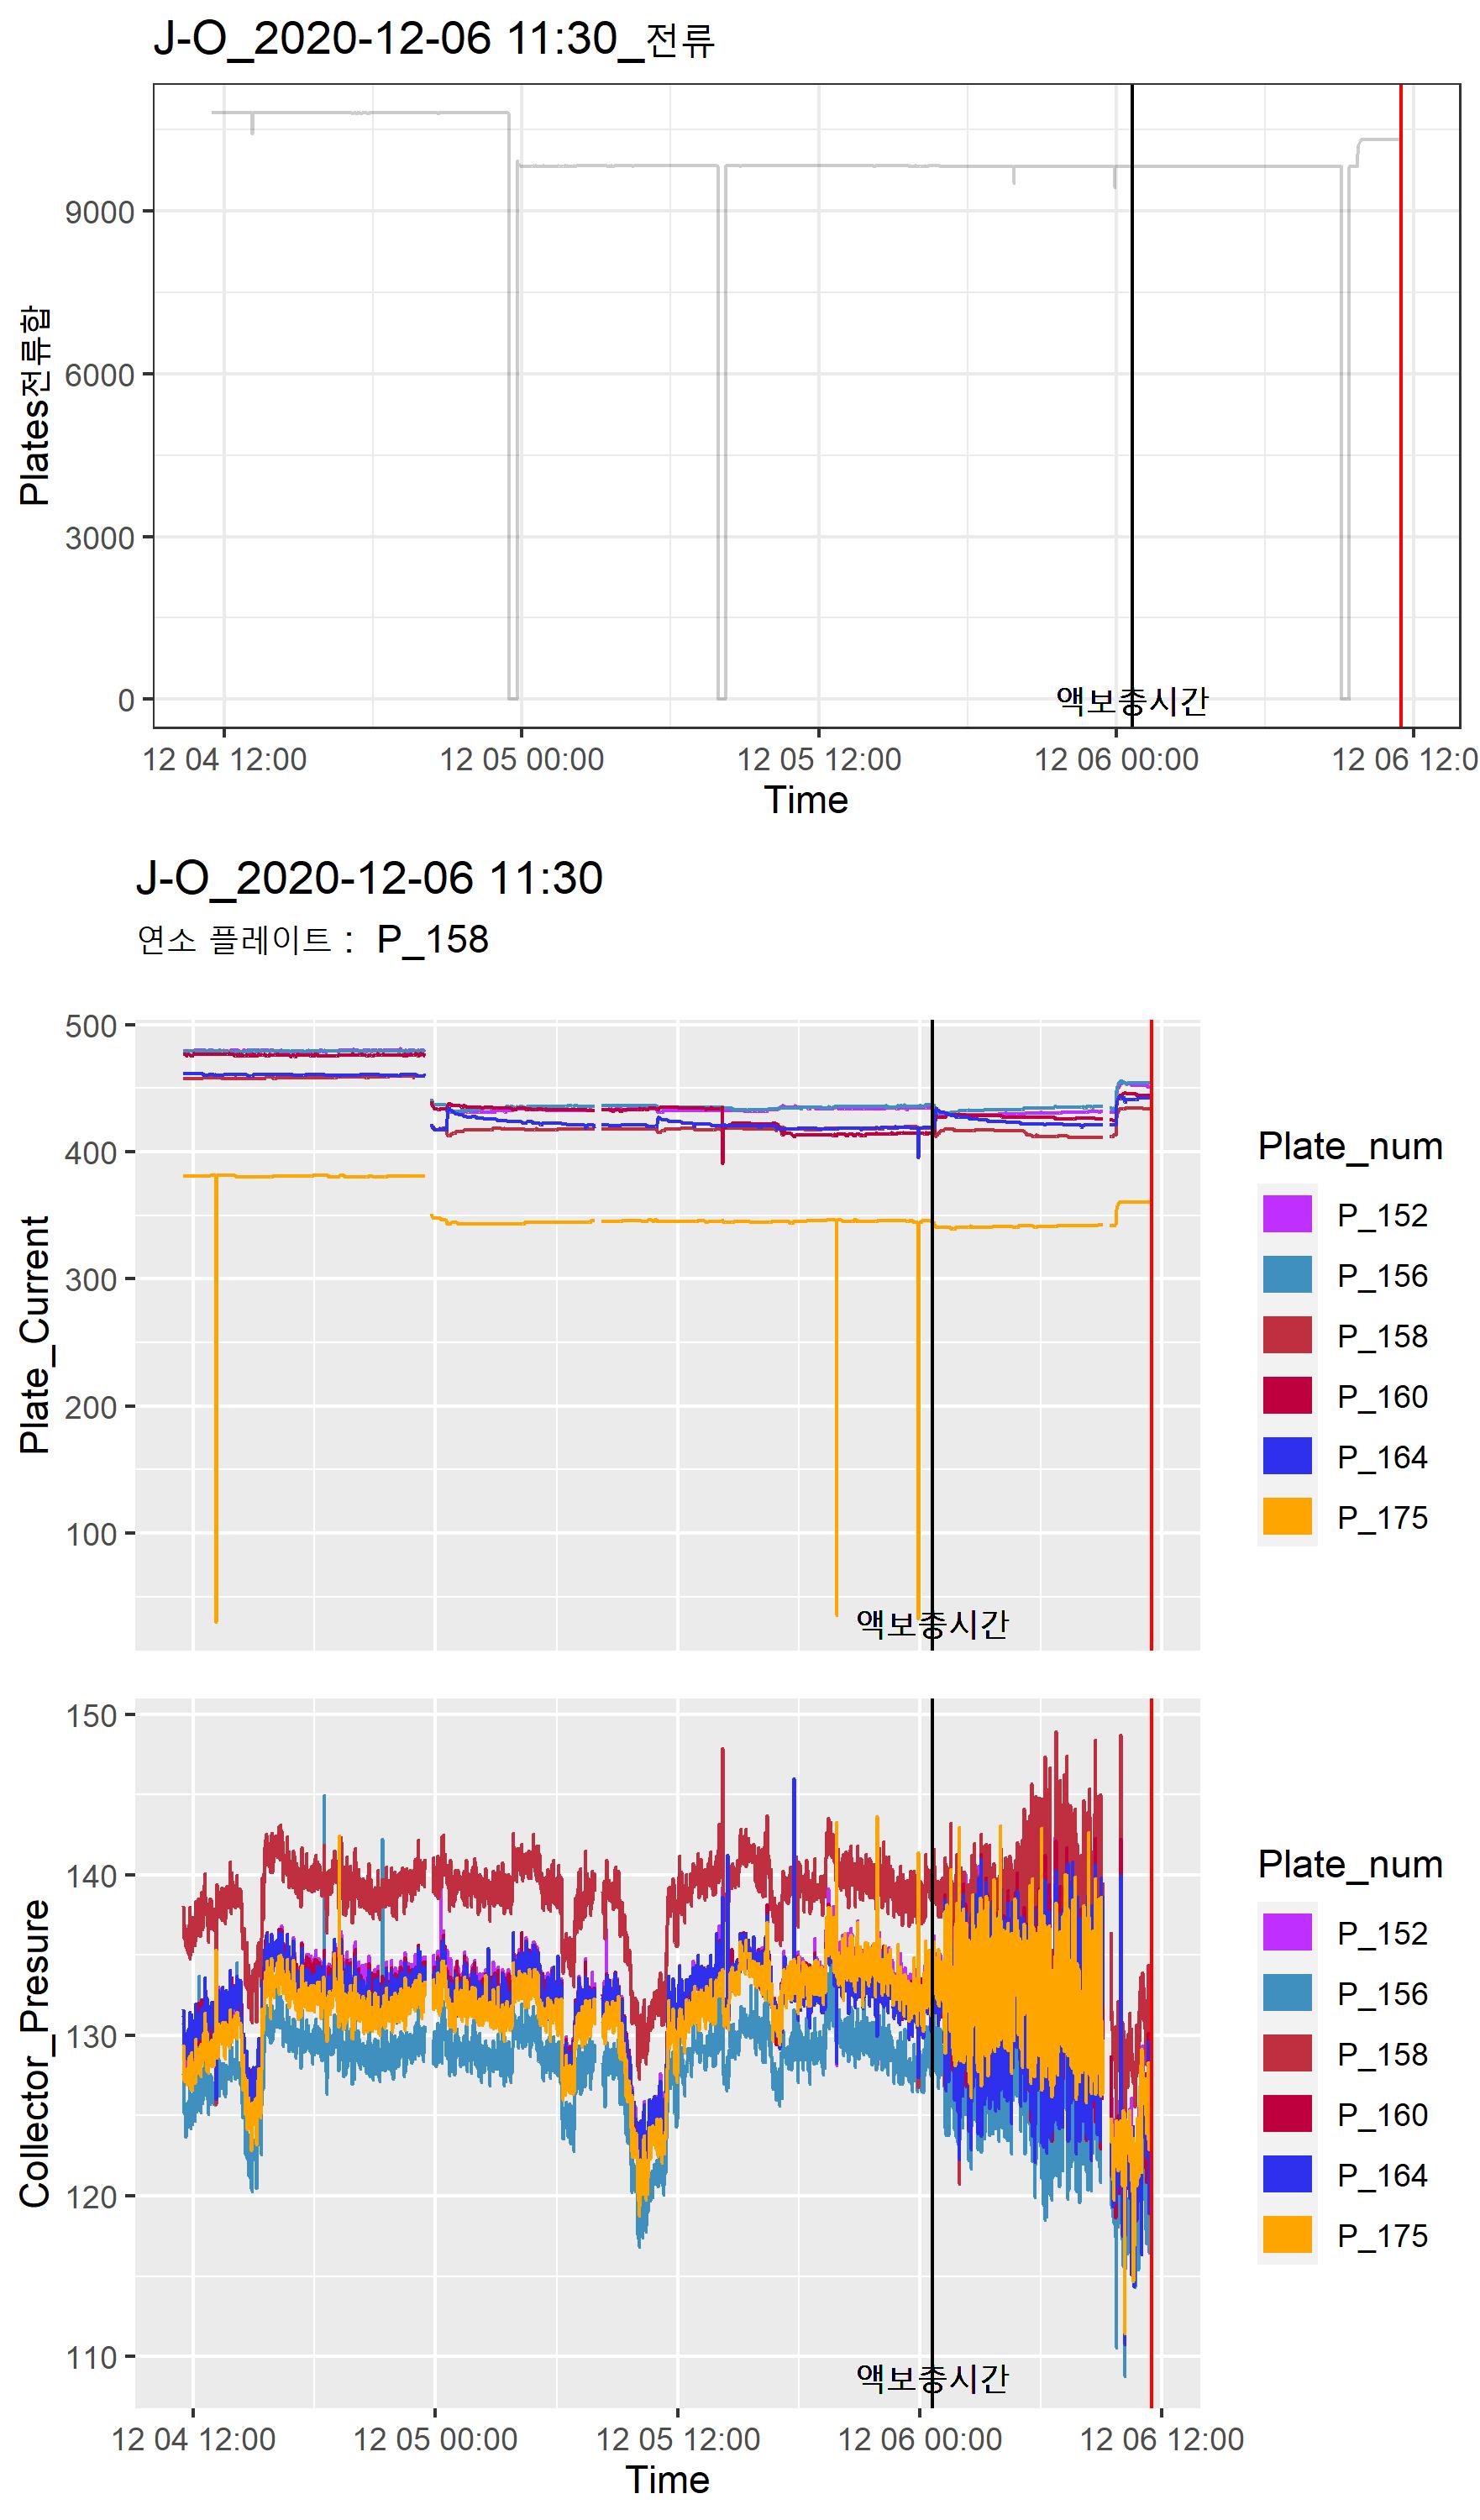 J-O_2020-12-06 11:30_전류
Plates전류합
9000
6000
3000
0
액보충시간
12 04 12:00
12 05 00:00
12 05 12:00
12 06 00:00
12 06 12:0
Time
J-O_2020-12-06 11:30
연소 플레이트 : P_158
Plate_Current
500
400
300
200
100
액보충시간
Plate_num
P_152
P_156
P_158
P_160
P_164
P_175
Collector_Presure
150
140
130
120
110
액보충시간
Plate_num
P_152
P_156
P_158
P_160
P_164
P_175
12 04 12:00
12 05 00:00
12 05 12:00
12 06 00:00
12 06 12:00
Time